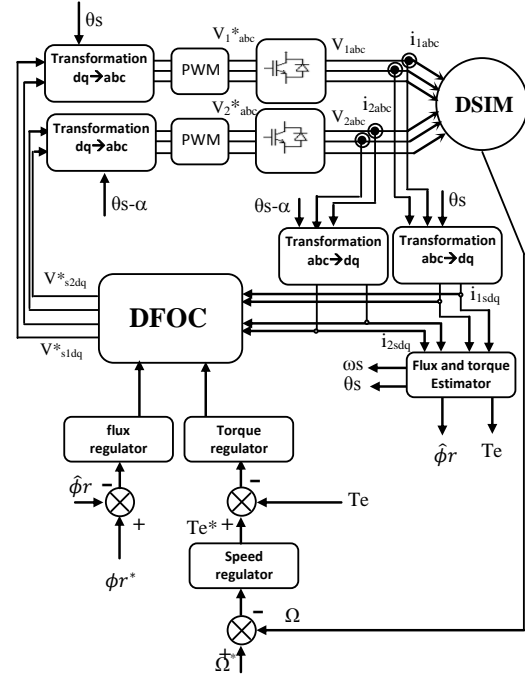 θs
V₁*abc
V₁abc
i₁abc
Transformation
dq→abc
PWM
DSIM
V₂*abc
V₂abc
i₂abc
Transformation
dq→abc
PWM
θs-α
θs-α
θs
Transformation
abc→dq
Transformation
abc→dq
V*s2dq
DFOC
i₁sdq
V*s1dq
i₂sdq
ωs
θs
Flux and torque
Estimator
flux
regulator
Torque
regulator
ϕ̂r
Te
ϕ̂r
−
+
−
+
Te
Te*
ϕr*
Speed
regulator
−
Ω
+
Ω*